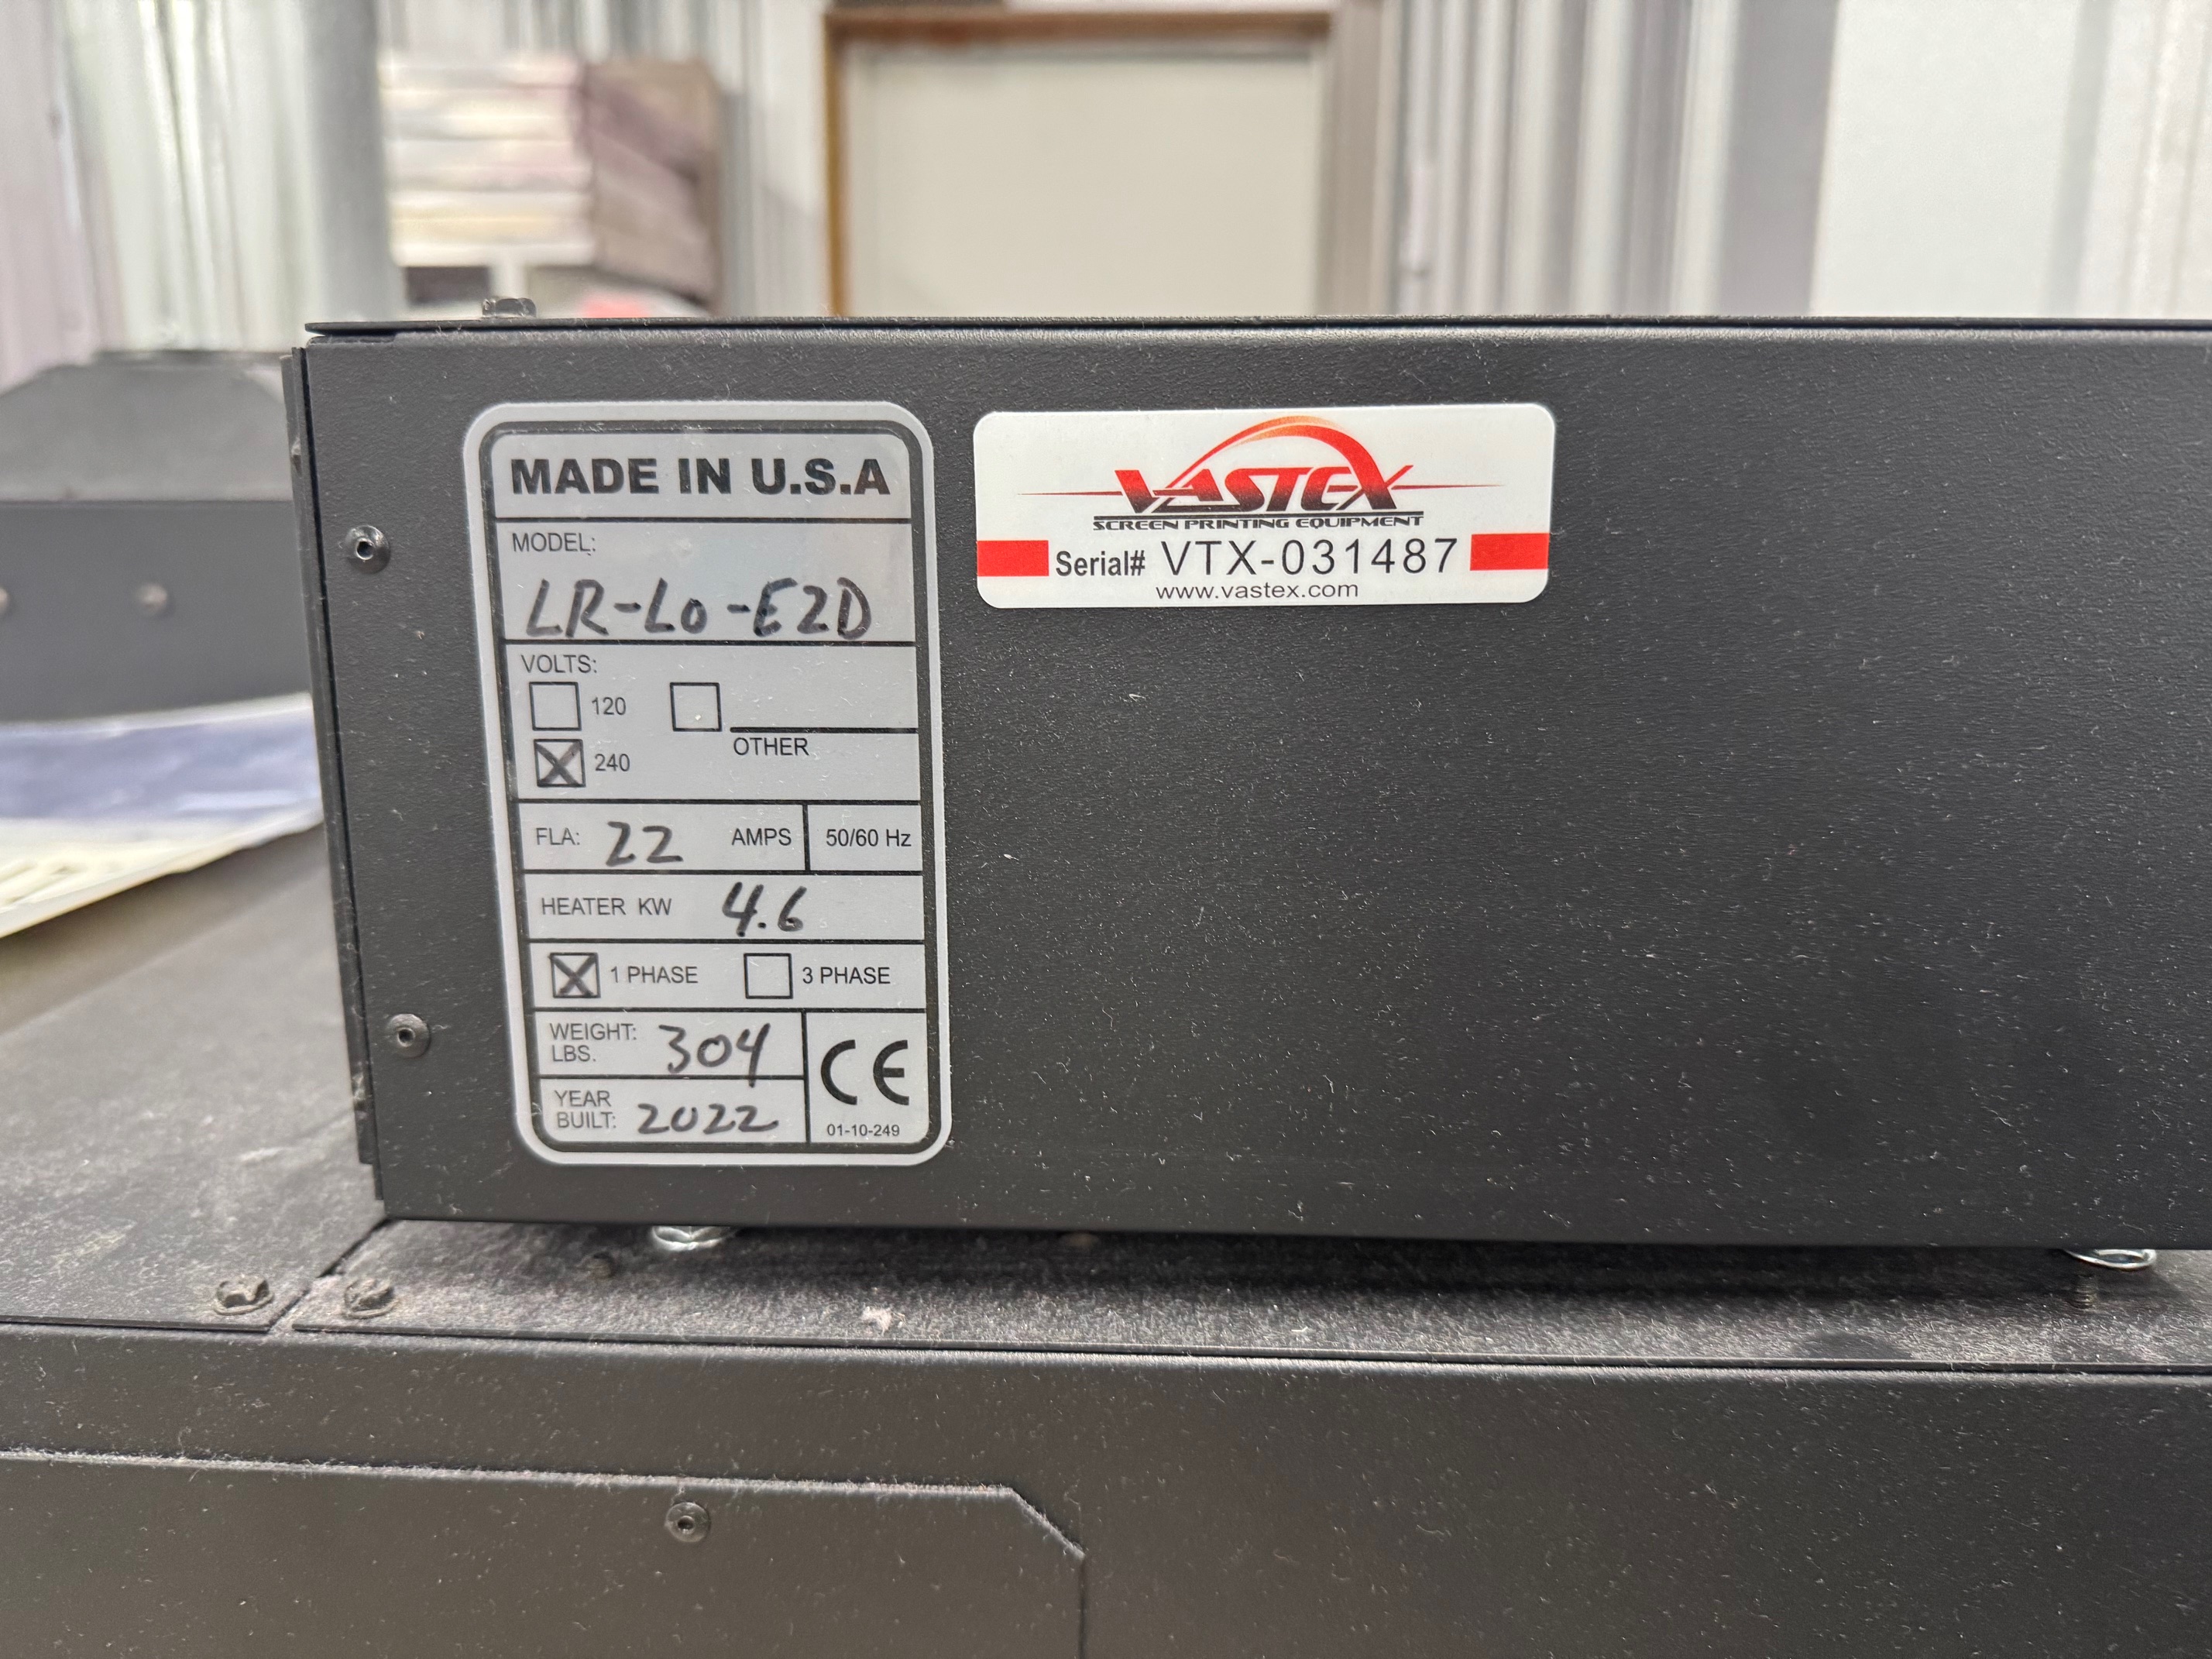 MADE IN U.S.A
MODEL:
LR-Lo-E2D
VOLTS:
120
OTHER
240
FLA: 22 AMPS 50/60 Hz
HEATER KW 4.6
1 PHASE 3 PHASE
WEIGHT: 304
LBS.
YEAR
BUILT: 2022
CE
01-10-249
VASTEX
SCREEN PRINTING EQUIPMENT
Serial# VTX-031487
www.vastex.com